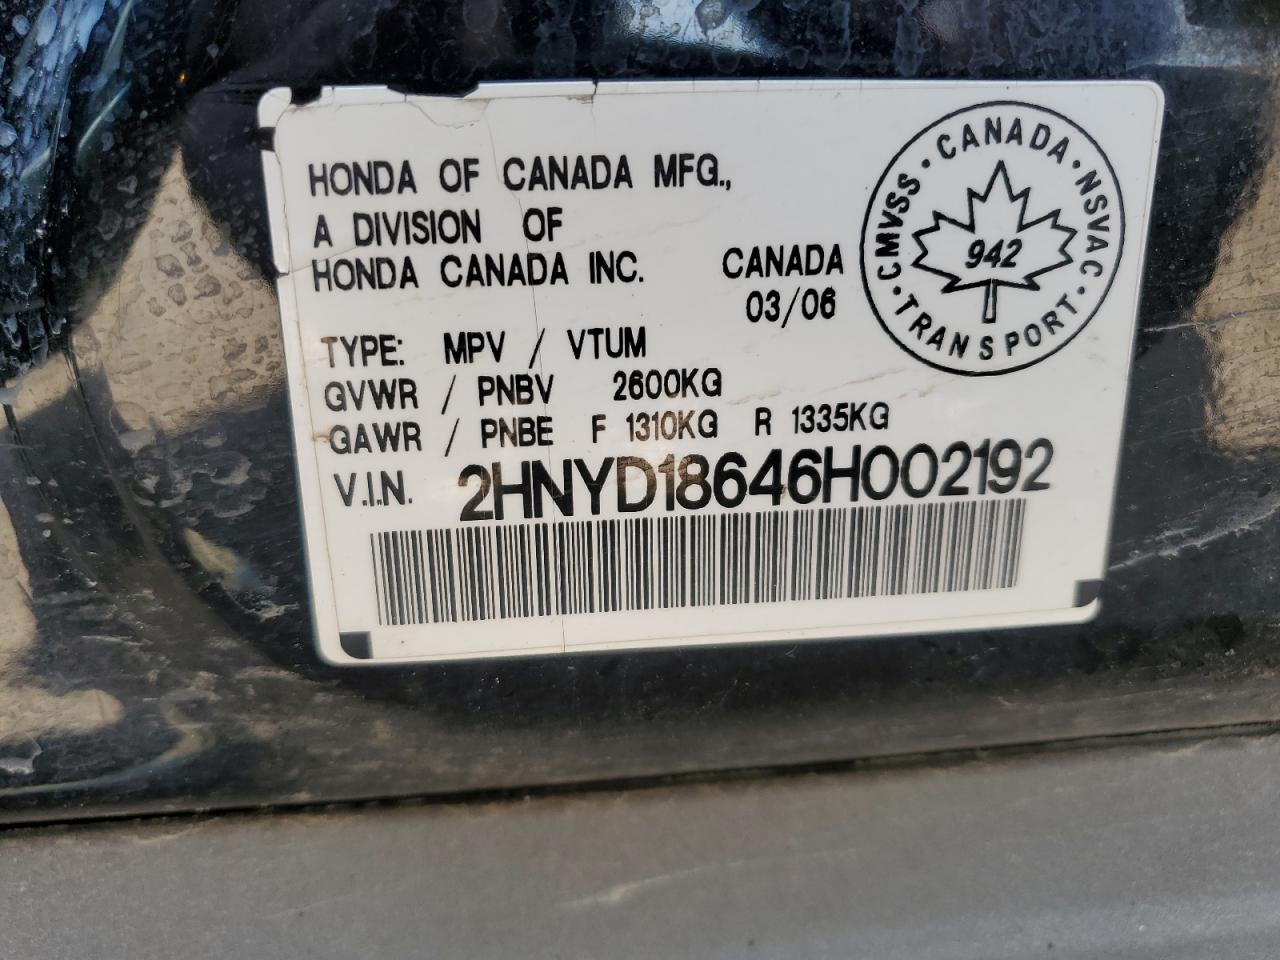 HONDA OF CANADA MFG.,
A DIVISION OF
HONDA CANADA INC. CANADA
03/06
CMVSS · CANADA · NSVAC · TRANSPORT ·
942
TYPE: MPV / VTUM
GVWR / PNBV 2600KG
GAWR / PNBE F 1310KG R 1335KG
V.I.N. 2HNYD18646H002192